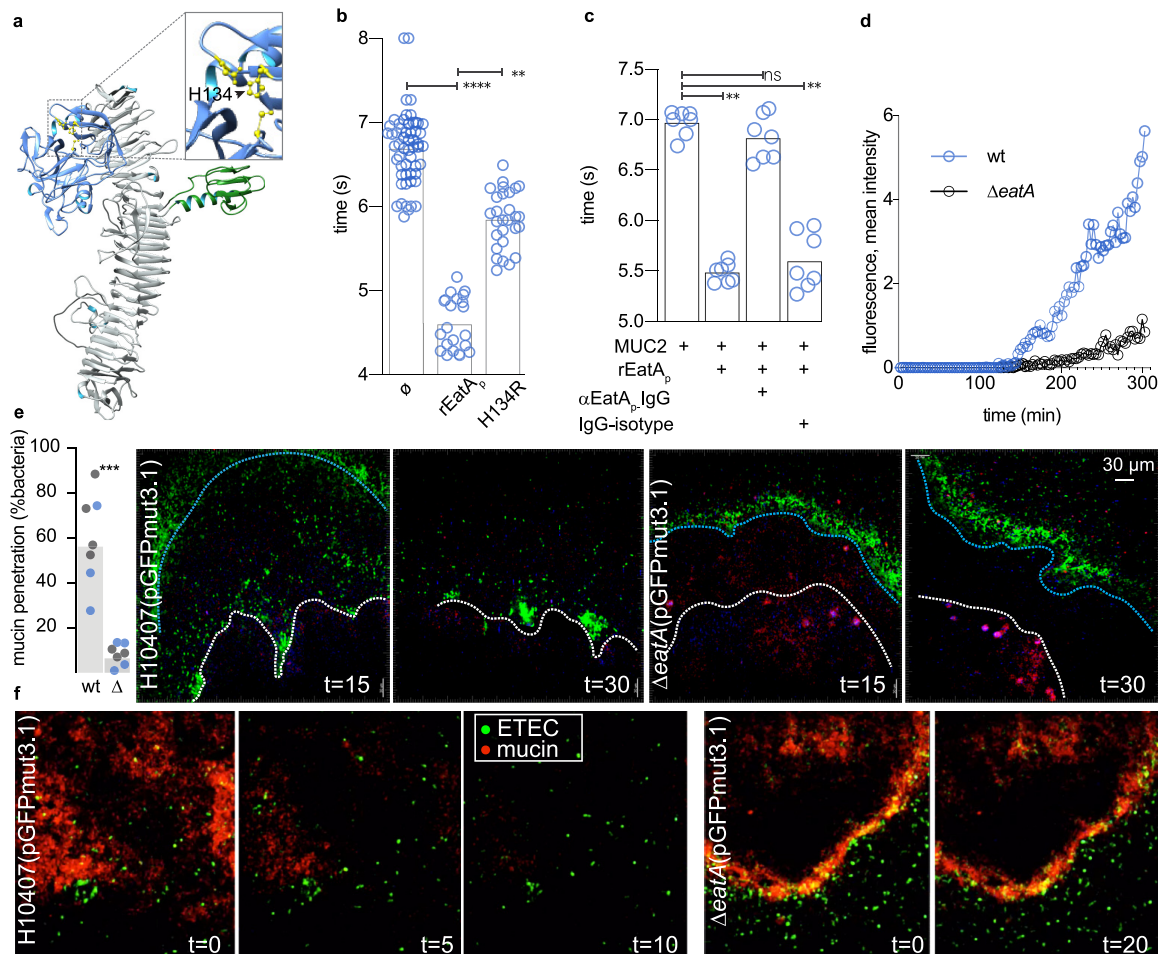 a
H134
b
time (s)
8
7
6
5
4
**
****
ø
rEatAp
H134R
c
time (s)
7.5
7.0
6.5
6.0
5.5
5.0
ns
**
**
MUC2 + + + +
rEatAp + + +
αEatAp-IgG +
IgG-isotype +
d
fluorescence, mean intensity
6
4
2
0
wt
ΔeatA
0 100 200 300
time (min)
e
mucin penetration (%bacteria)
100
80
60
40
20
***
wt Δ
H10407(pGFPmut3.1)
t=15
t=30
ΔeatA(pGFPmut3.1)
t=15
30 µm
t=30
f
H10407(pGFPmut3.1)
t=0
t=5
ETEC
mucin
t=10
ΔeatA(pGFPmut3.1)
t=0
t=20